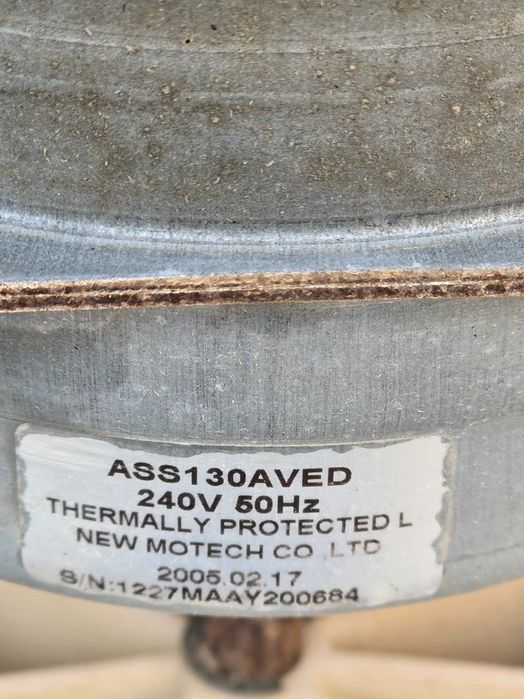 ASS130AVED
240V 50Hz
THERMALLY PROTECTED L
NEW MOTECH CO.,LTD
2005.02.17
S/N:1227MAAY200684